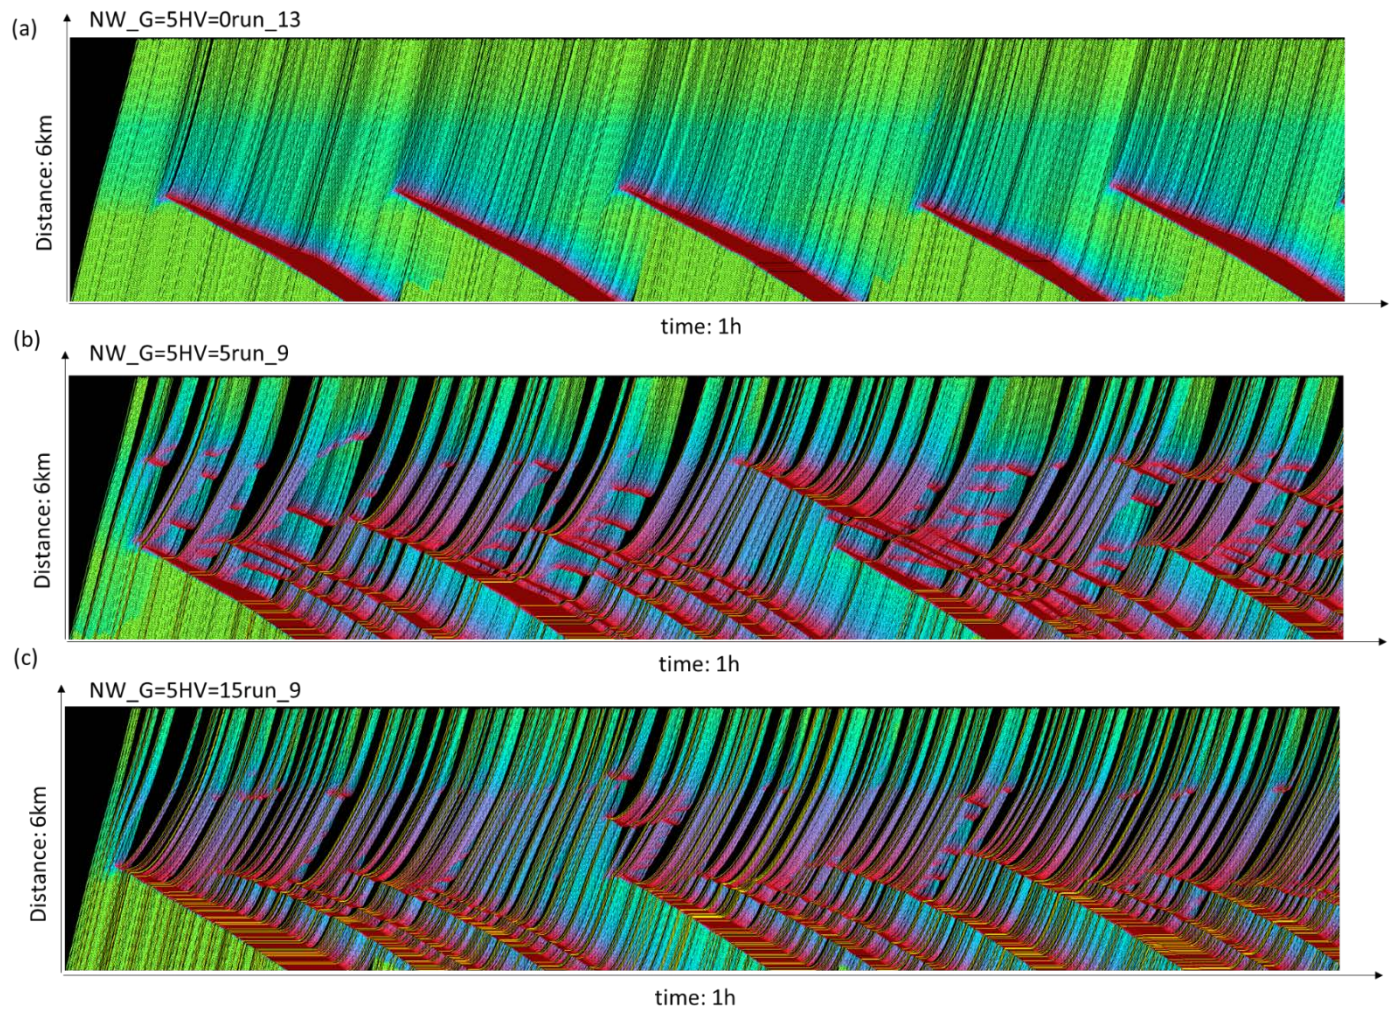 (a)
NW_G=5HV=0run_13
Distance: 6km
time: 1h
(b)
NW_G=5HV=5run_9
Distance: 6km
time: 1h
(c)
NW_G=5HV=15run_9
Distance: 6km
time: 1h